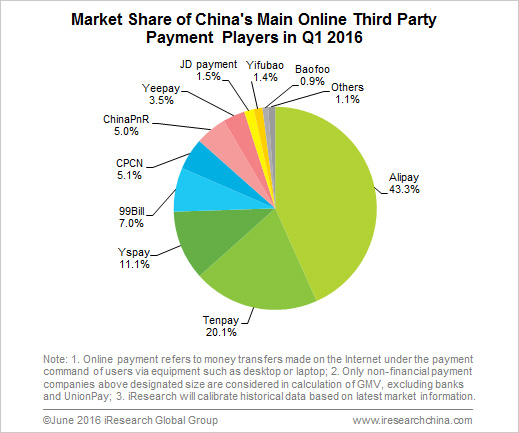 Market Share of China's Main Online Third Party
Payment Players in Q1 2016
JD payment
1.5%
Yifubao
1.4%
Baofoo
0.9%
Others
1.1%
Yeepay
3.5%
ChinaPnR
5.0%
CPCN
5.1%
99Bill
7.0%
Yspay
11.1%
Tenpay
20.1%
Alipay
43.3%
Note: 1. Online payment refers to money transfers made on the Internet under the payment
command of users via equipment such as desktop or laptop; 2. Only non-financial payment
companies above designated size are considered in calculation of GMV, excluding banks
and UnionPay; 3. iResearch will calibrate historical data based on latest market information.
©June 2016 iResearch Global Group
www.iresearchchina.com